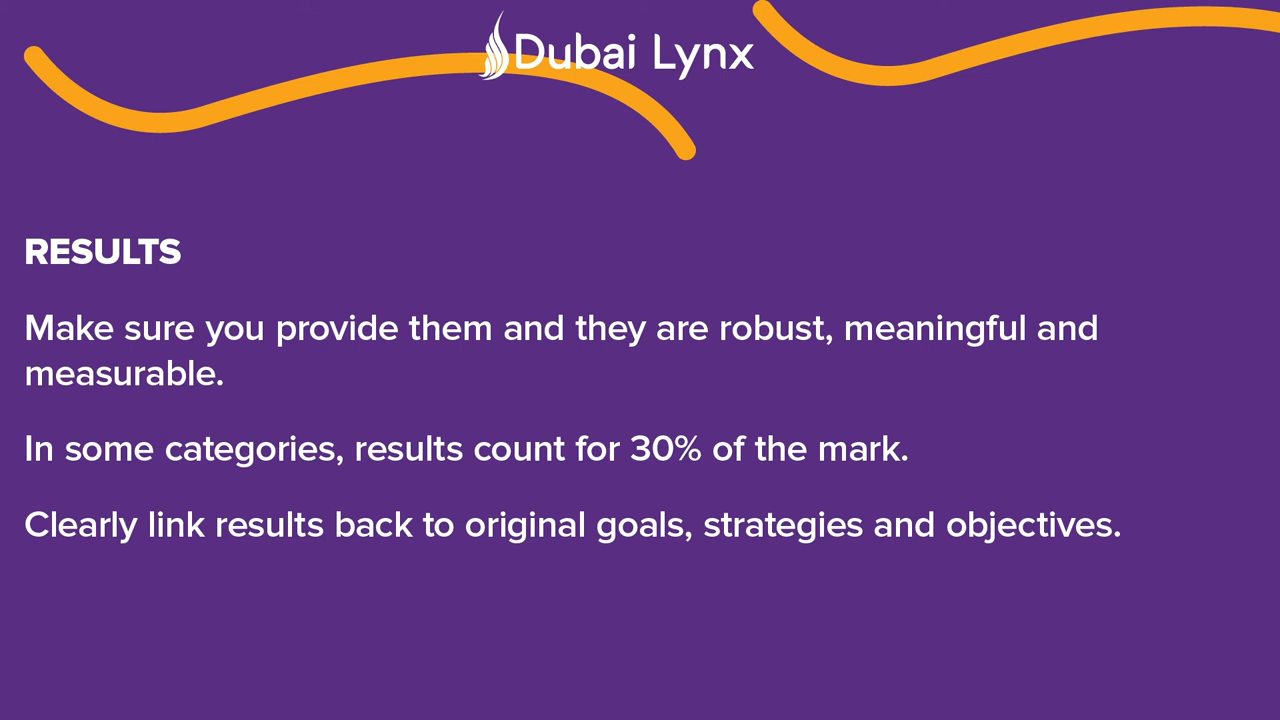 Dubai Lynx
RESULTS
Make sure you provide them and they are robust, meaningful and
measurable.
In some categories, results count for 30% of the mark.
Clearly link results back to original goals, strategies and objectives.